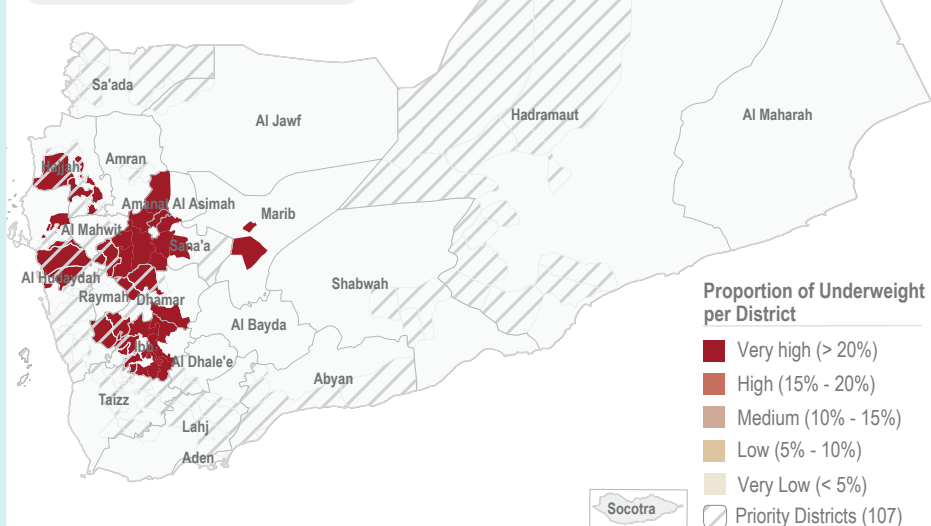 Sa'ada
Al Jawf
Hadramaut
Al Maharah
Hajjah
Amran
Amanat Al Asimah
Marib
Al Mahwit
Sana'a
Al Hudaydah
Raymah
Dhamar
Shabwah
Al Bayda
Ibb
Al Dhale'e
Abyan
Taizz
Lahj
Aden
Socotra
Proportion of Underweight
per District
Very high (> 20%)
High (15% - 20%)
Medium (10% - 15%)
Low (5% - 10%)
Very Low (< 5%)
Priority Districts (107)